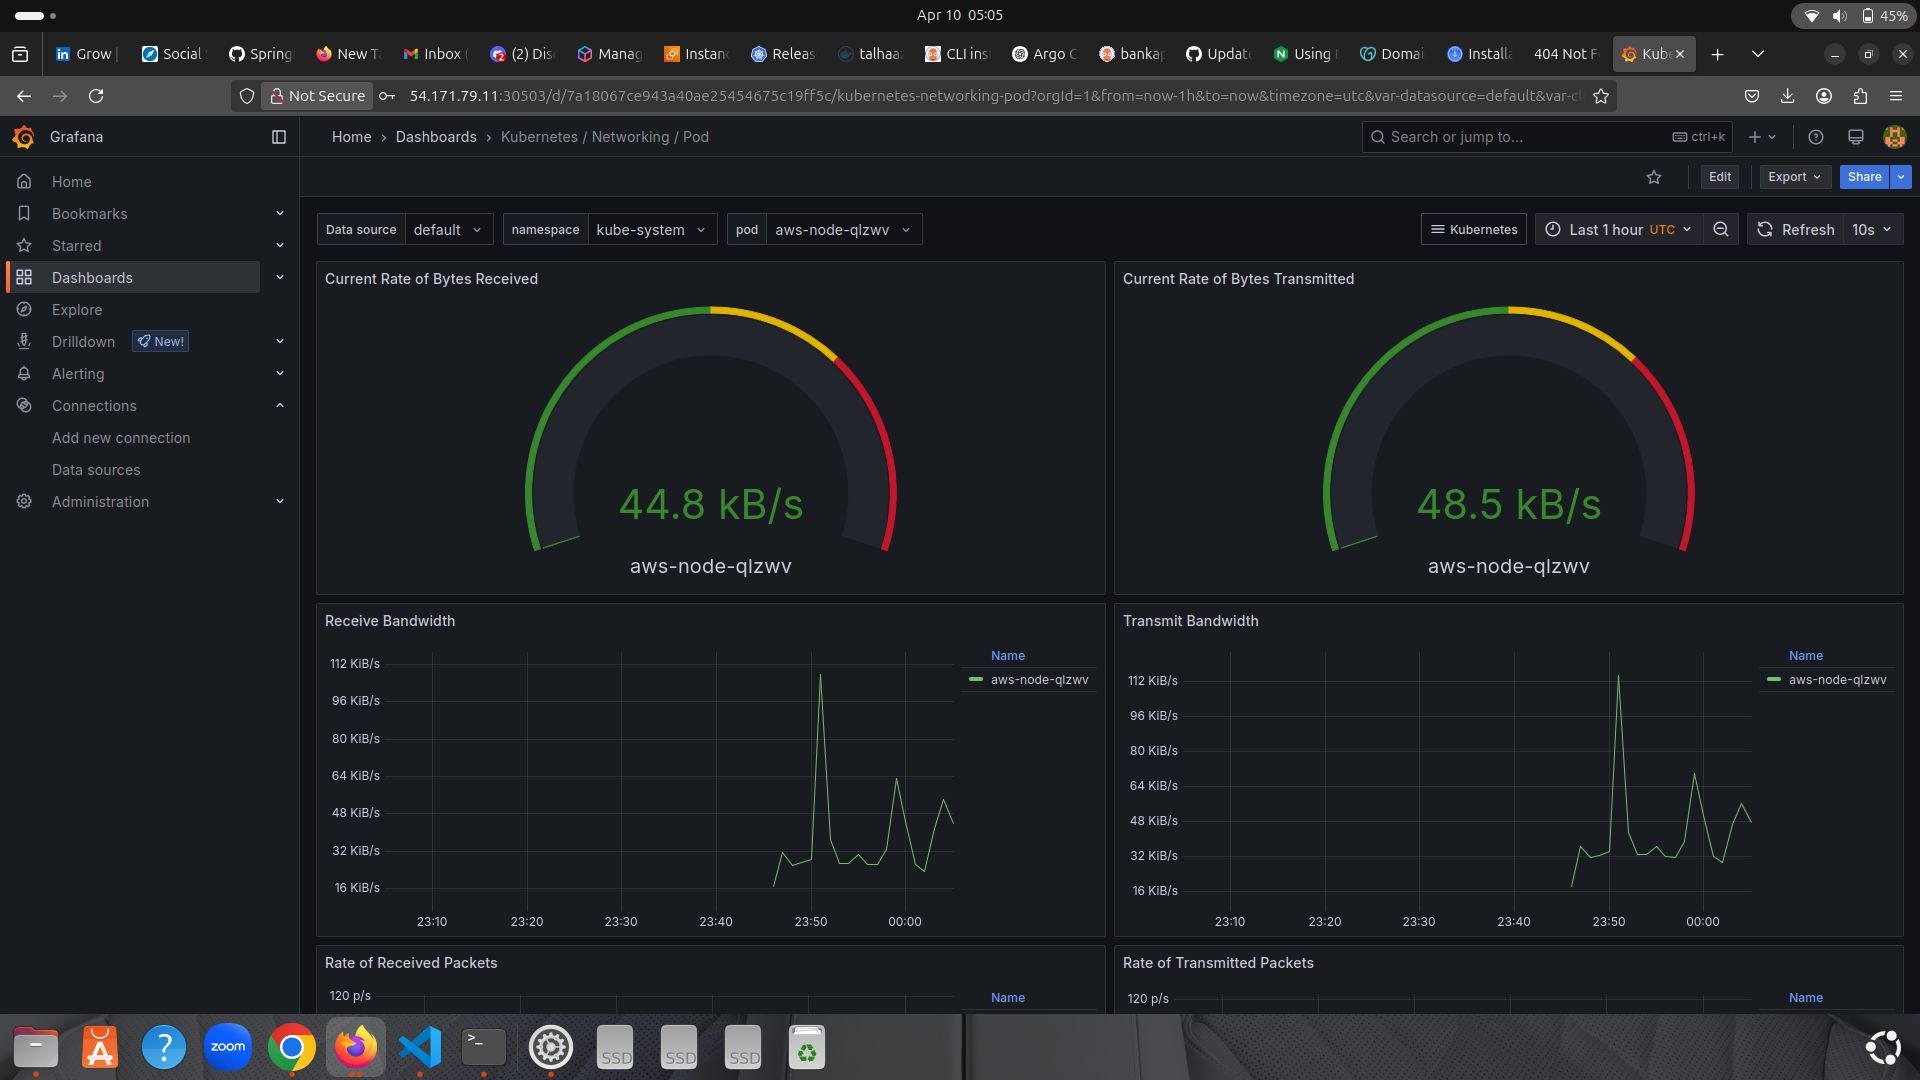 Apr 10 05:05
45%
Grow
Social
Spring
New Ta
Inbox (
(2) Dis
Manag
Instan
Releas
talhaa
CLI ins
Argo C
bankap
Updat
Using
Domai
Installa
404 Not F
Kub
Not Secure
54.171.79.11:30503/d/7a18067ce943a40ae25454675c19ff5c/kubernetes-networking-pod?orgId=1&from=now-1h&to=now&timezone=utc&var-datasource=default&var-c
Grafana
Home › Dashboards › Kubernetes / Networking / Pod
Search or jump to...
ctrl+k
Edit
Export
Share
Home
Bookmarks
Starred
Dashboards
Explore
Drilldown
New!
Alerting
Connections
Add new connection
Data sources
Administration
Data source
default
namespace
kube-system
pod
aws-node-qlzwv
Kubernetes
Last 1 hour UTC
Refresh
10s
Current Rate of Bytes Received
44.8 kB/s
aws-node-qlzwv
Current Rate of Bytes Transmitted
48.5 kB/s
aws-node-qlzwv
Receive Bandwidth
112 KiB/s
96 KiB/s
80 KiB/s
64 KiB/s
48 KiB/s
32 KiB/s
16 KiB/s
23:10 23:20 23:30 23:40 23:50 00:00
Name
aws-node-qlzwv
Transmit Bandwidth
112 KiB/s
96 KiB/s
80 KiB/s
64 KiB/s
48 KiB/s
32 KiB/s
16 KiB/s
23:10 23:20 23:30 23:40 23:50 00:00
Name
aws-node-qlzwv
Rate of Received Packets
120 p/s
Name
Rate of Transmitted Packets
120 p/s
Name
zoom
SSD
SSD
SSD